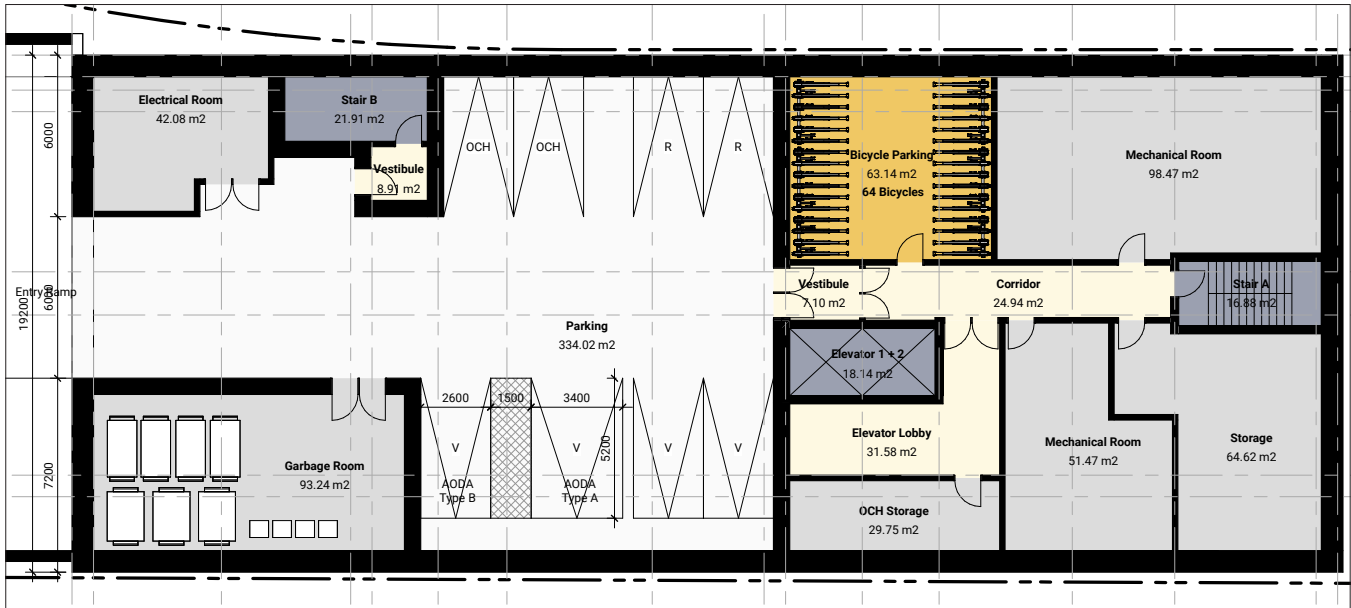 Electrical Room
42.08 m2
Stair B
21.91 m2
Vestibule
8.91 m2
OCH
OCH
R
R
Bicycle Parking
63.14 m2
64 Bicycles
Mechanical Room
98.47 m2
6000
Entry Ramp
6000
19200
Vestibule
7.10 m2
Corridor
24.94 m2
Stair A
16.88 m2
Parking
334.02 m2
Elevator 1 + 2
18.14 m2
2600
1500
3400
5200
7200
V
V
V
V
AODA
Type B
AODA
Type A
Garbage Room
93.24 m2
Elevator Lobby
31.58 m2
Mechanical Room
51.47 m2
Storage
64.62 m2
OCH Storage
29.75 m2